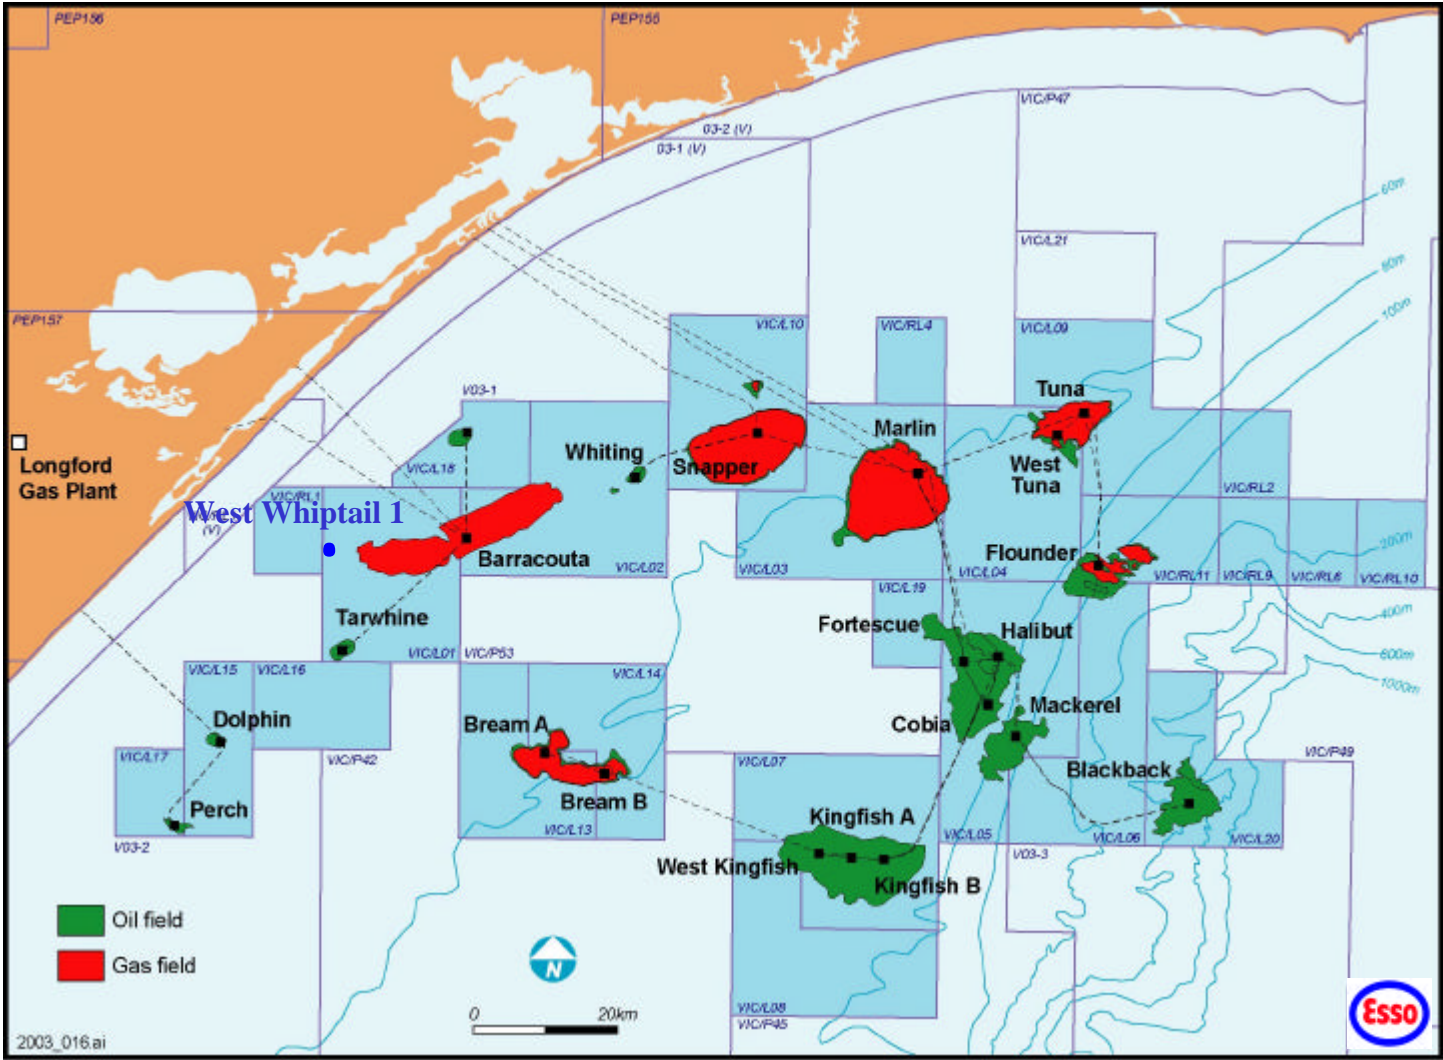 PEP156
PEP155
VIC/P47
03-2 (V)
03-1 (V)
60m
VIC/L21
80m
100m
PEP157
VIC/L10
VIC/RL4
VIC/L09
V03-1
Tuna
Marlin
Whiting
Snapper
West
Tuna
Longford
Gas Plant
VIC/L18
VIC/RL1
VIC/RL2
West Whiptail 1
(V)
200m
Barracouta
VIC/L02
VIC/L03
Flounder
VIC/L04
VIC/RL11
VIC/RL9
VIC/RL6
VIC/RL10
VIC/L19
400m
Tarwhine
Fortescue
Halibut
VIC/L01
VIC/P53
600m
VIC/L15
VIC/L16
VIC/L14
1000m
Dolphin
Bream A
Cobia
Mackerel
VIC/L17
VIC/P42
VIC/L07
VIC/P49
Blackback
Perch
Bream B
Kingfish A
VIC/L13
VIC/L05
VIC/L06
VIC/L20
V03-2
V03-3
West Kingfish
Kingfish B
Oil field
Gas field
N
0
20km
VIC/L08
VIC/P45
Esso
2003_016.ai